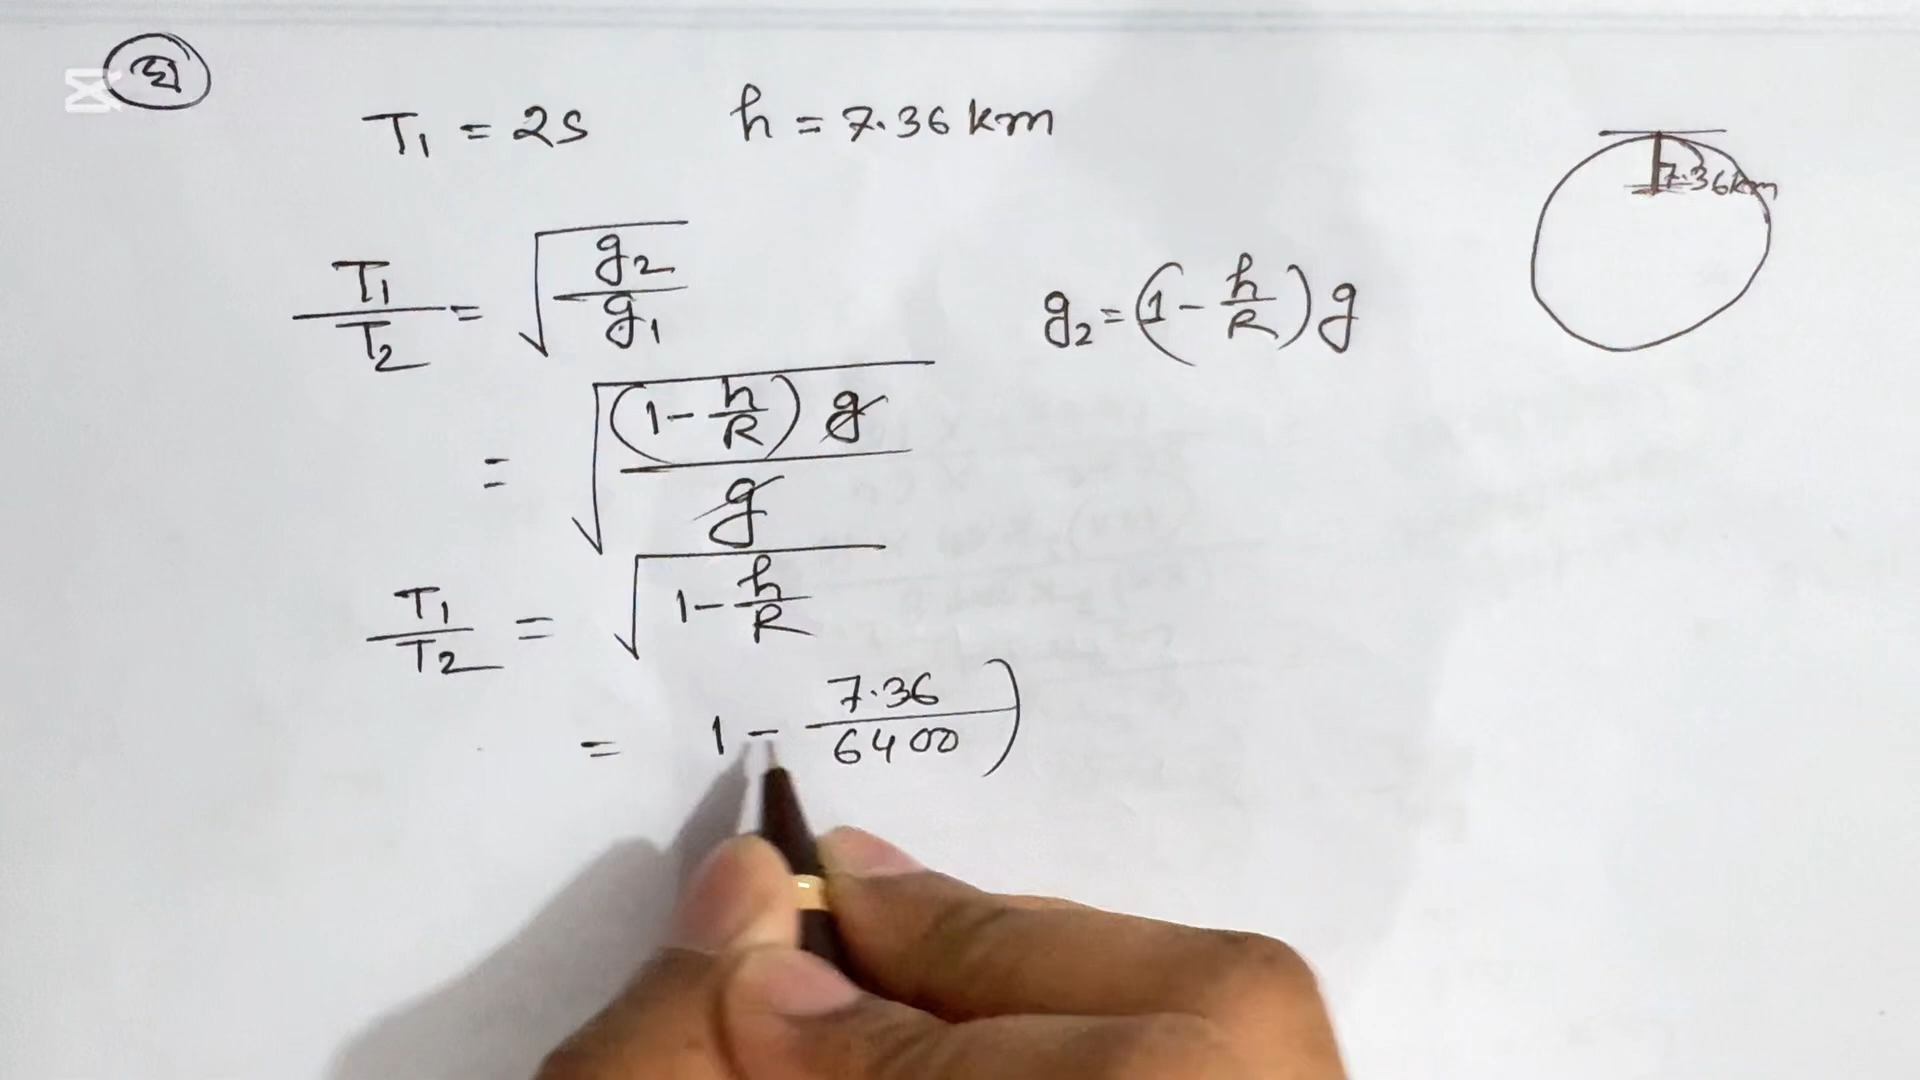 ঘ
T₁ = 2s h = 7.36 km
7.36km
T₁/T₂ = √(g₂/g₁) g₂ = (1 - h/R) g
= √((1 - h/R) g / g)
T₁/T₂ = √(1 - h/R)
= 1 - 7.36/6400)